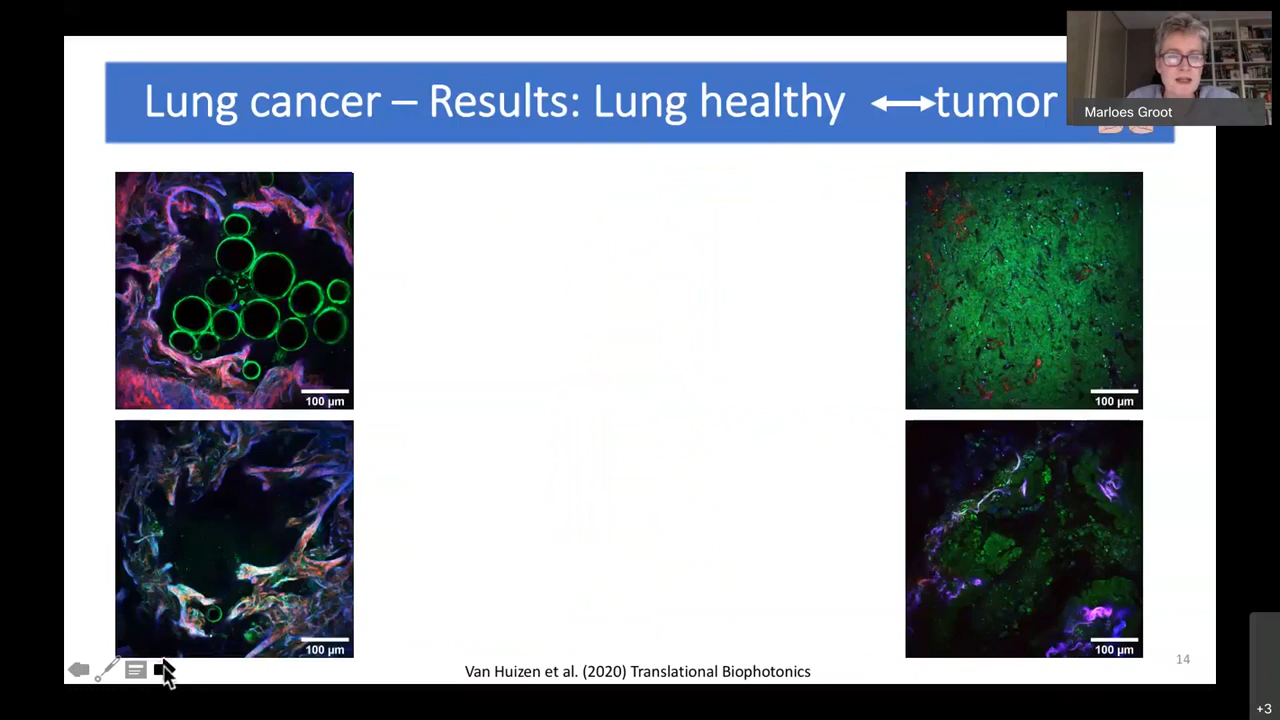 Lung cancer – Results: Lung healthy ⟷tumor
Marloes Groot
100 µm
100 µm
100 µm
100 µm
Van Huizen et al. (2020) Translational Biophotonics
14
+3